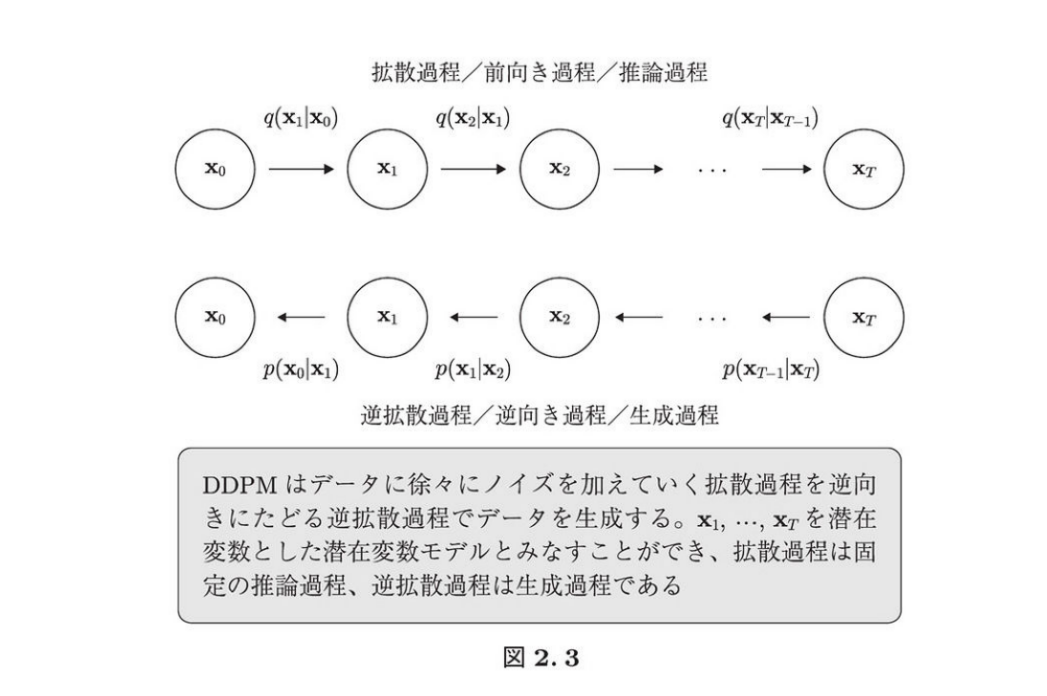 拡散過程／前向き過程／推論過程
q(x₁|x₀) q(x₂|x₁) q(x_T|x_{T−1})
x₀ x₁ x₂ ··· x_T
x₀ x₁ x₂ ··· x_T
p(x₀|x₁) p(x₁|x₂) p(x_{T−1}|x_T)
逆拡散過程／逆向き過程／生成過程
DDPM はデータに徐々にノイズを加えていく拡散過程を逆向
きにたどる逆拡散過程でデータを生成する。x₁, …, x_T を潜在
変数とした潜在変数モデルとみなすことができ、拡散過程は固
定の推論過程、逆拡散過程は生成過程である
図 2.3